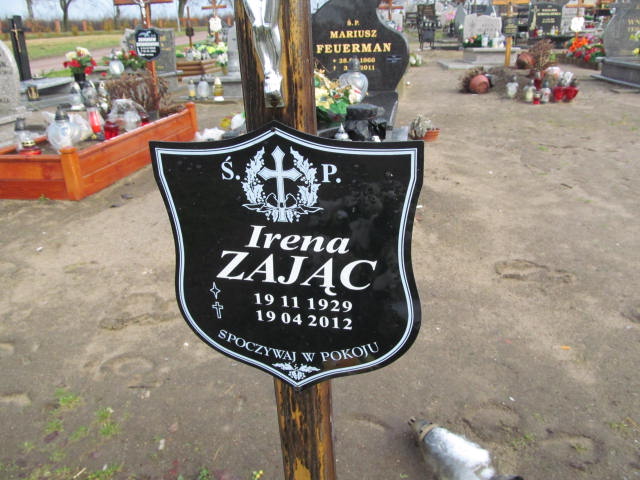 Ś.P.
MARIUSZ
FEUERMAN
Ś. P.
Irena
ZAJĄC
19 11 1929
19 04 2012
SPOCZYWAJ W POKOJU